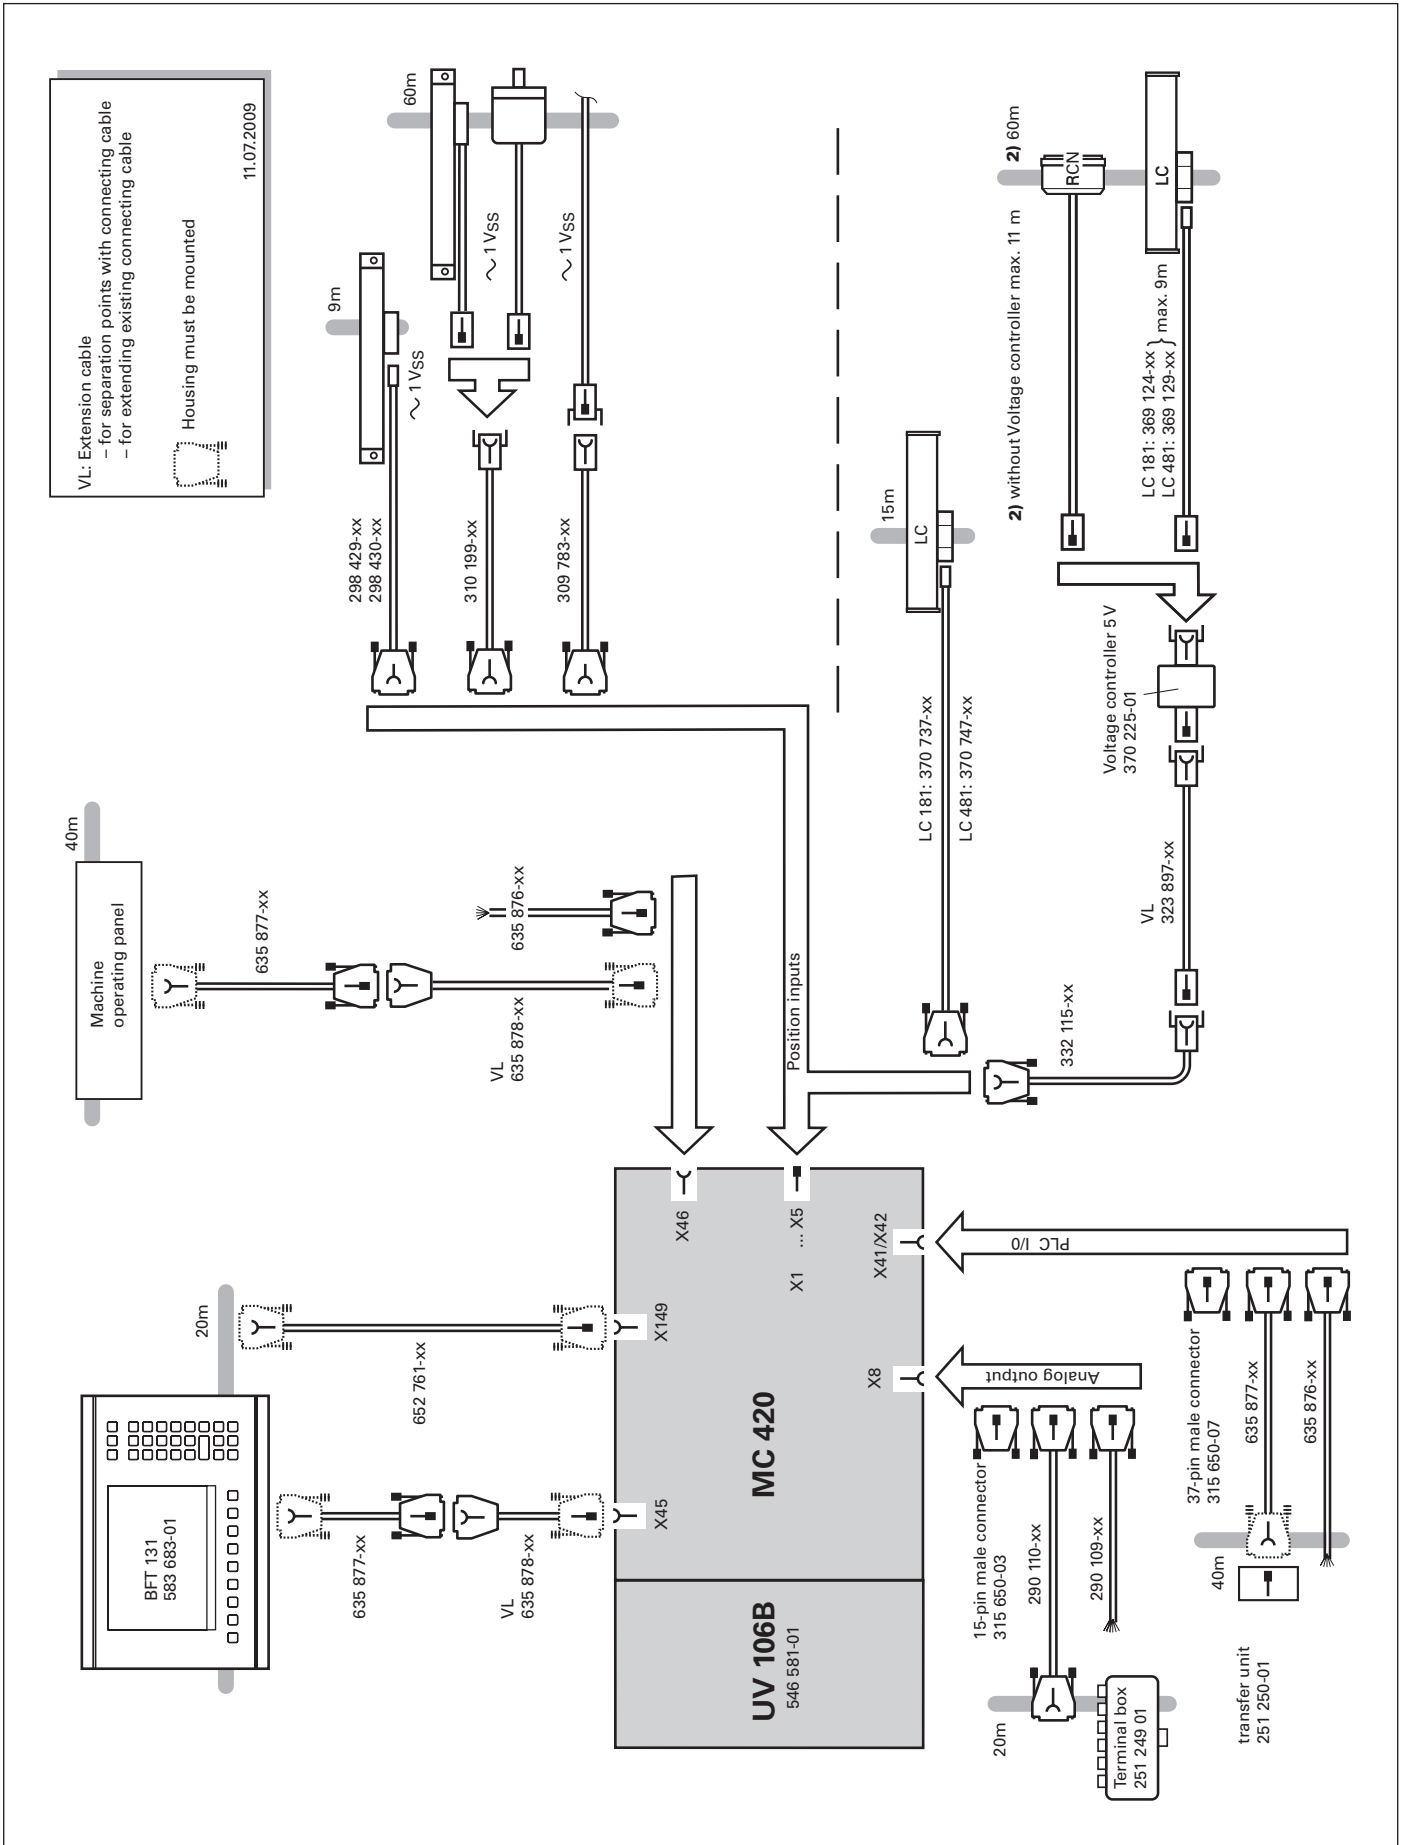 BFT 131
583 683-01
20m
635 877-xx
VL
635 878-xx
652 761-xx
X45
X149
Machine
operating panel
40m
635 877-xx
VL
635 878-xx
635 876-xx
VL: Extension cable
– for separation points with connecting cable
– for extending existing connecting cable
Housing must be mounted
11.07.2009
298 429-xx
298 430-xx
9m
~ 1 VSS
60m
310 199-xx
~ 1 VSS
309 783-xx
~ 1 VSS
UV 106B
546 581-01
MC 420
X46
X1 ... X5
X8
X41/X42
Position inputs
15m
LC
LC 181: 370 737-xx
LC 481: 370 747-xx
332 115-xx
VL
323 897-xx
Voltage controller 5 V
370 225-01
2) without Voltage controller max. 11 m
2) 60m
RCN
LC
LC 181: 369 124-xx
LC 481: 369 129-xx
max. 9m
Analog output
15-pin male connector
315 650-03
290 110-xx
290 109-xx
20m
Terminal box
251 249 01
PLC I/0
37-pin male connector
315 650-07
635 877-xx
635 876-xx
40m
transfer unit
251 250-01